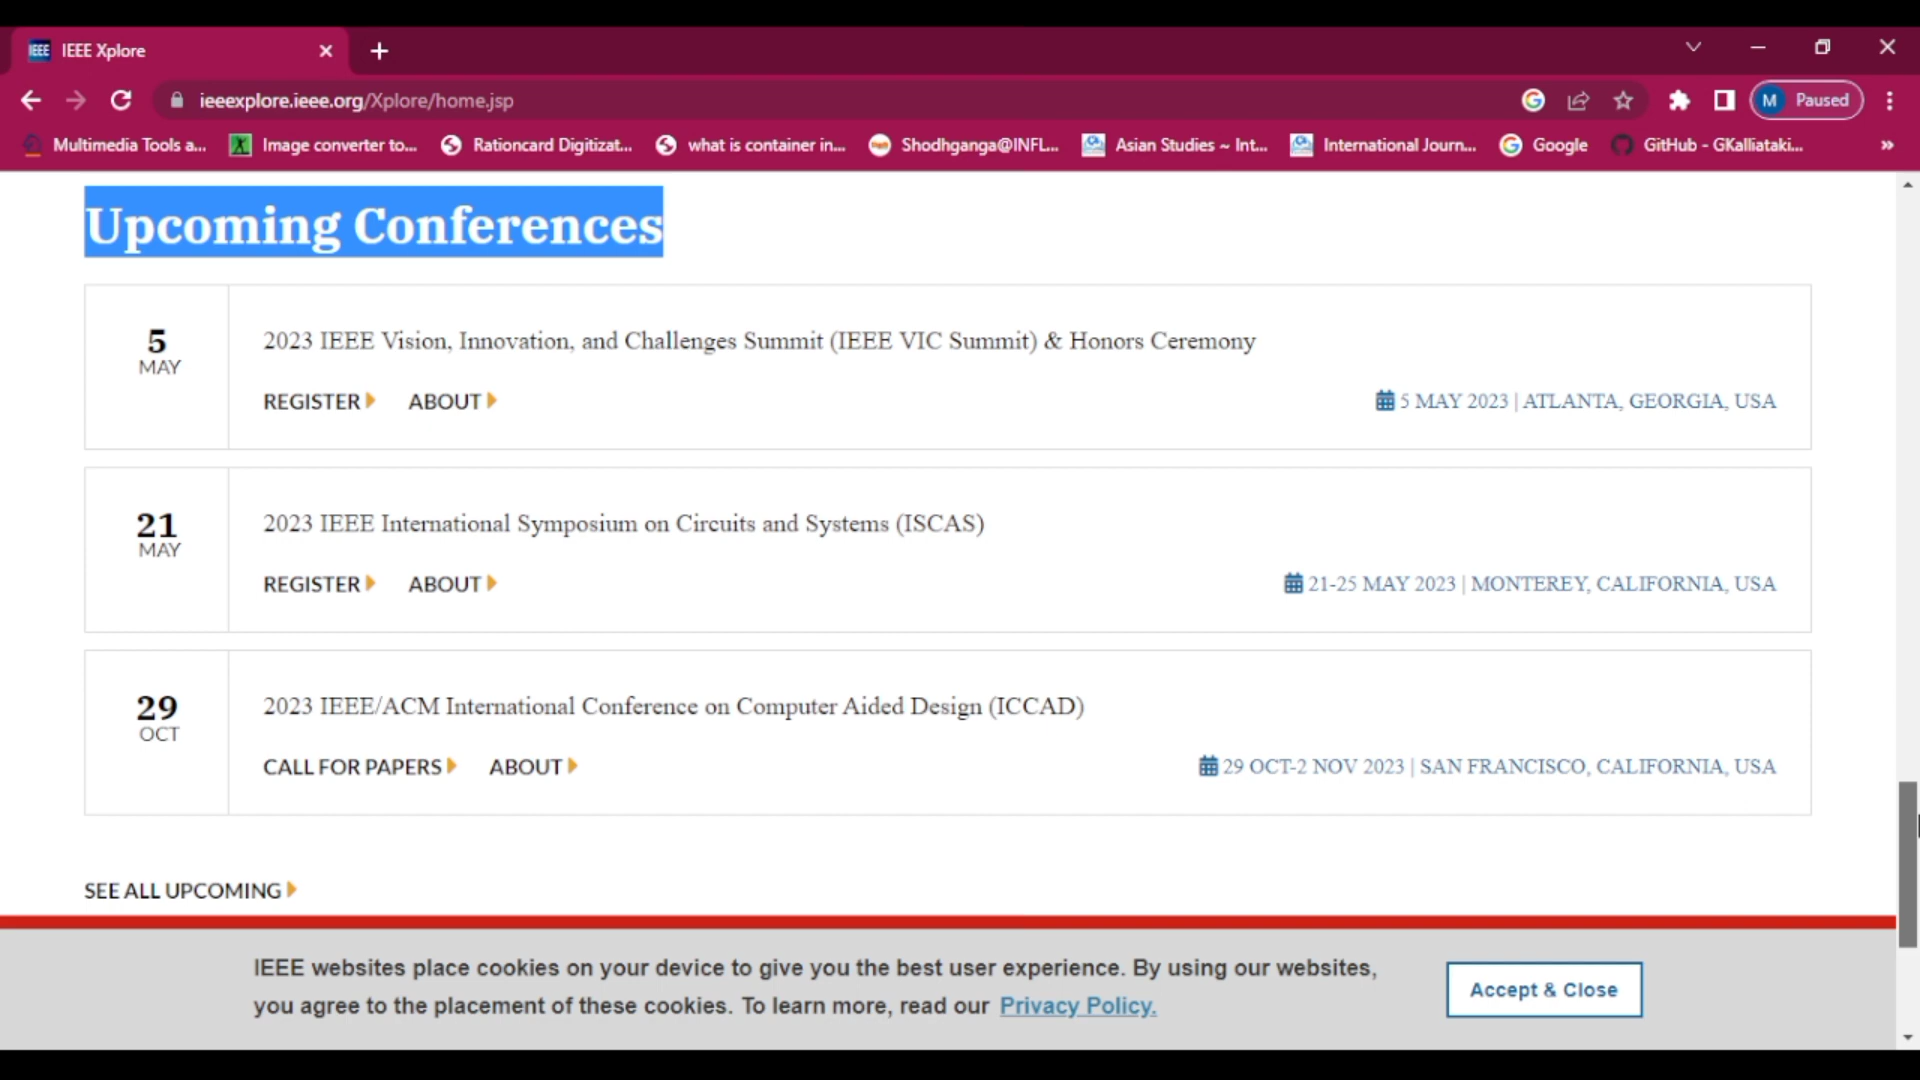 IEEE IEEE Xplore
ieeexplore.ieee.org/Xplore/home.jsp
M Paused
Multimedia Tools a... Image converter to... Rationcard Digitizat... what is container in... Shodhganga@INFL... Asian Studies ~ Int... International Journ... Google GitHub - GKalliataki... »
Upcoming Conferences
5
MAY
2023 IEEE Vision, Innovation, and Challenges Summit (IEEE VIC Summit) & Honors Ceremony
REGISTER ABOUT
5 MAY 2023 | ATLANTA, GEORGIA, USA
21
MAY
2023 IEEE International Symposium on Circuits and Systems (ISCAS)
REGISTER ABOUT
21-25 MAY 2023 | MONTEREY, CALIFORNIA, USA
29
OCT
2023 IEEE/ACM International Conference on Computer Aided Design (ICCAD)
CALL FOR PAPERS ABOUT
29 OCT-2 NOV 2023 | SAN FRANCISCO, CALIFORNIA, USA
SEE ALL UPCOMING
IEEE websites place cookies on your device to give you the best user experience. By using our websites,
you agree to the placement of these cookies. To learn more, read our Privacy Policy.
Accept & Close